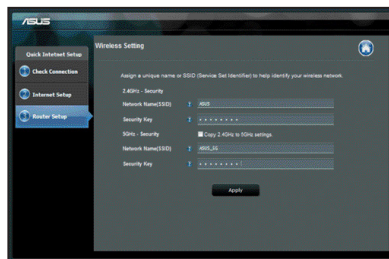 ASUS
Quick Internet Setup
Check Connection
Internet Setup
Router Setup
Wireless Setting
Assign a unique name or SSID (Service Set Identifier) to help identify your wireless network
2.4GHz - Security
Network Name(SSID) ASUS
Security Key
5GHz - Security Copy 2.4GHz to 5GHz settings.
Network Name(SSID) ASUS_5G
Security Key
Apply